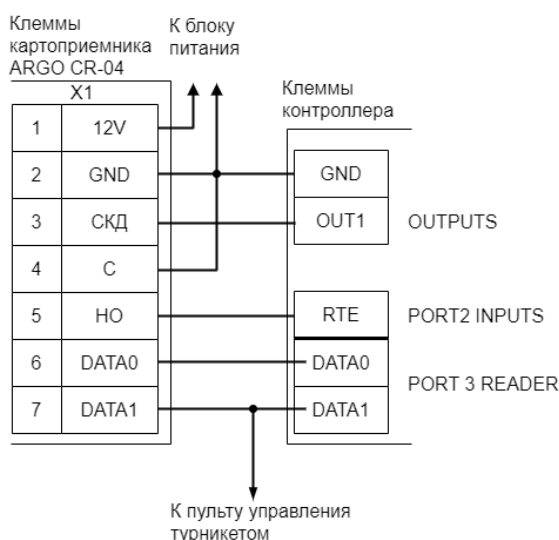 Клеммы
картоприемника
ARGO CR-04
К блоку
питания
Клеммы
контроллера
X1
1 12V
2 GND
3 СКД
4 С
5 НО
6 DATA0
7 DATA1
GND
OUT1 OUTPUTS
RTE PORT2 INPUTS
DATA0
PORT 3 READER
DATA1
К пульту управления
турникетом